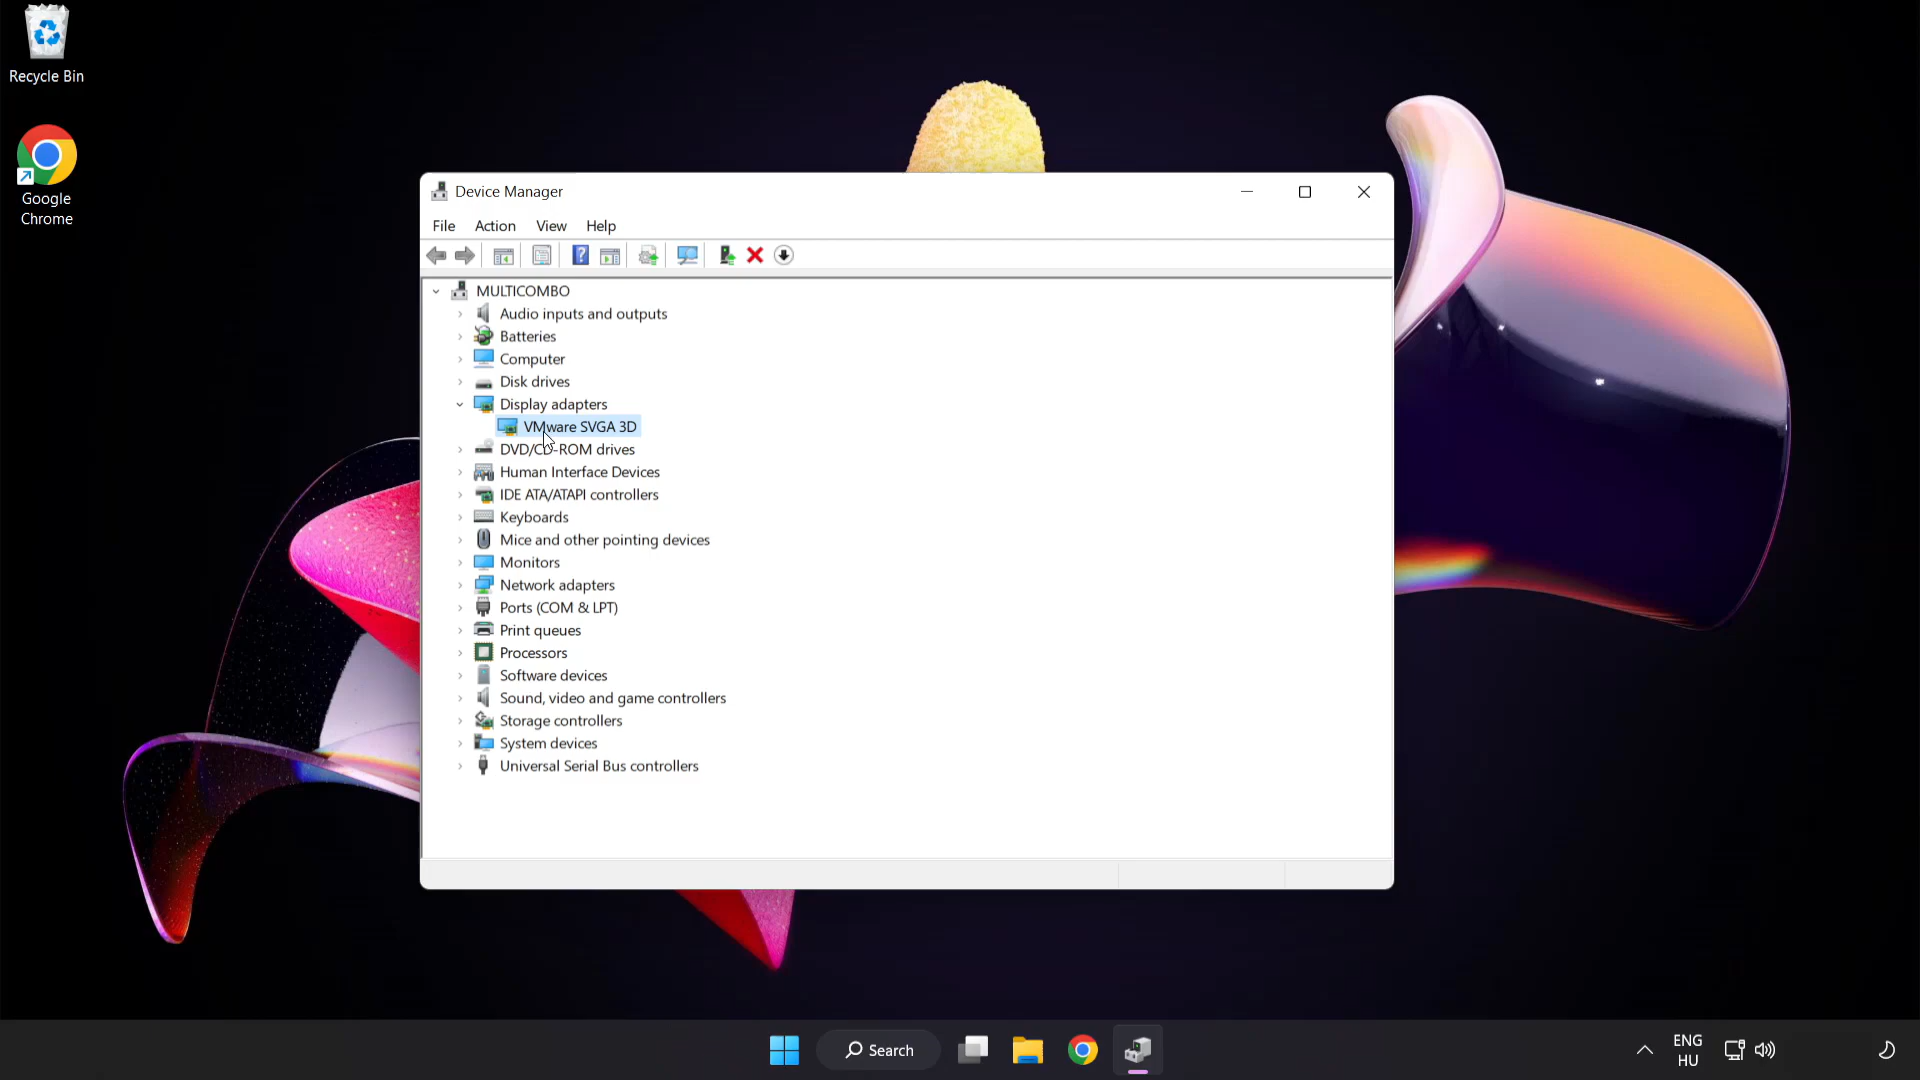 Recycle Bin
Google
Chrome
Device Manager
File Action View Help
MULTICOMBO
Audio inputs and outputs
Batteries
Computer
Disk drives
Display adapters
VMware SVGA 3D
DVD/CD-ROM drives
Human Interface Devices
IDE ATA/ATAPI controllers
Keyboards
Mice and other pointing devices
Monitors
Network adapters
Ports (COM & LPT)
Print queues
Processors
Software devices
Sound, video and game controllers
Storage controllers
System devices
Universal Serial Bus controllers
Search
ENG
HU